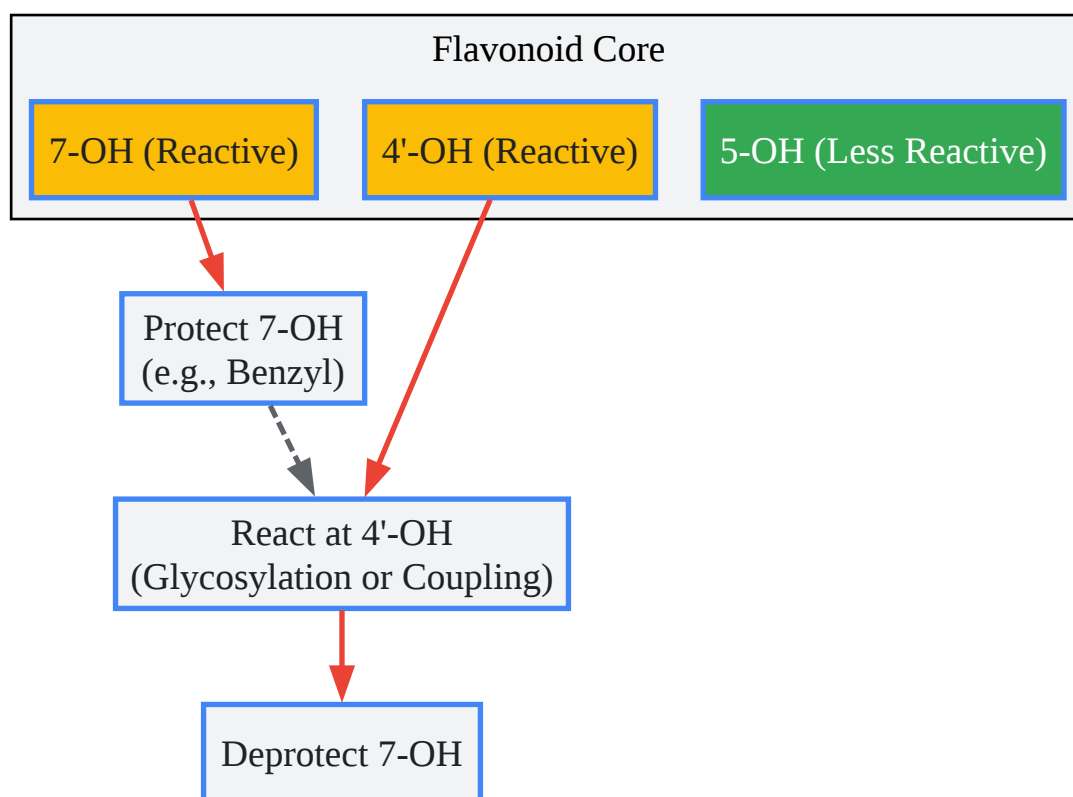 Flavonoid Core
7-OH (Reactive)
4'-OH (Reactive)
5-OH (Less Reactive)
Protect 7-OH
(e.g., Benzyl)
React at 4'-OH
(Glycosylation or Coupling)
Deprotect 7-OH